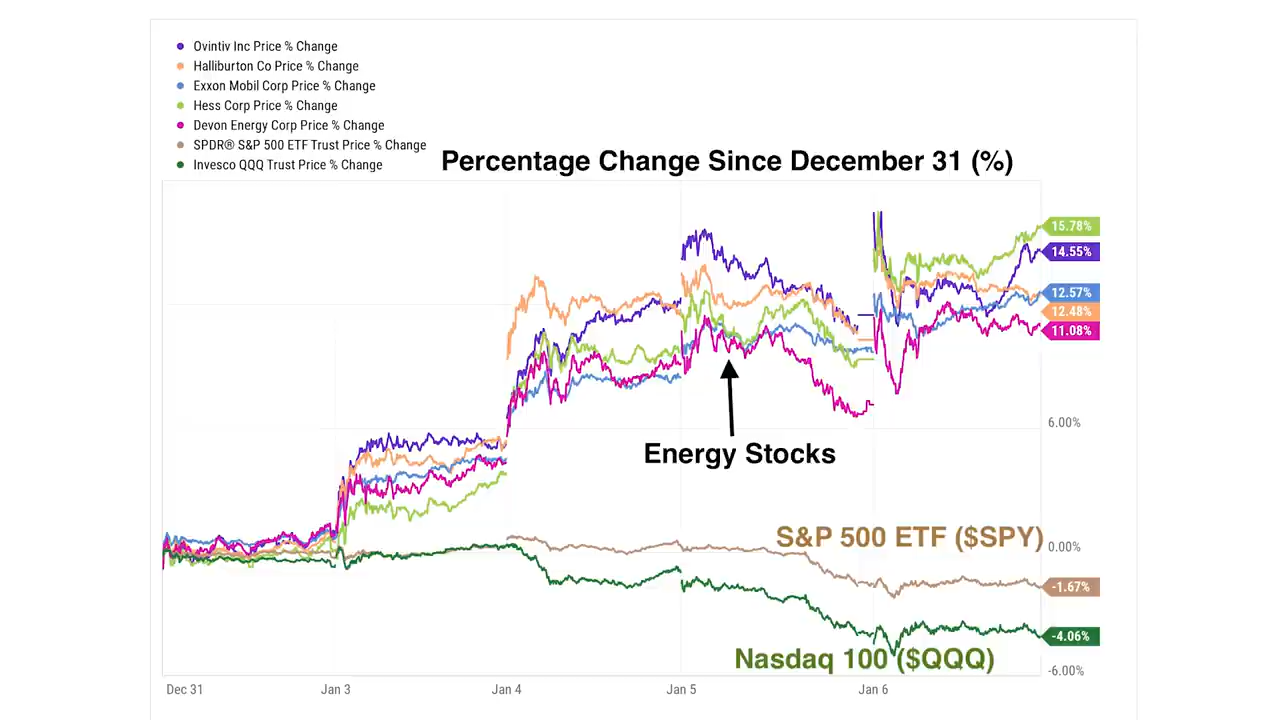 Ovintiv Inc Price % Change
Halliburton Co Price % Change
Exxon Mobil Corp Price % Change
Hess Corp Price % Change
Devon Energy Corp Price % Change
SPDR® S&P 500 ETF Trust Price % Change
Invesco QQQ Trust Price % Change
Percentage Change Since December 31 (%)
15.78%
14.55%
12.57%
12.48%
11.08%
6.00%
Energy Stocks
S&P 500 ETF ($SPY)
0.00%
-1.67%
-4.06%
Nasdaq 100 ($QQQ)
-6.00%
Dec 31 Jan 3 Jan 4 Jan 5 Jan 6